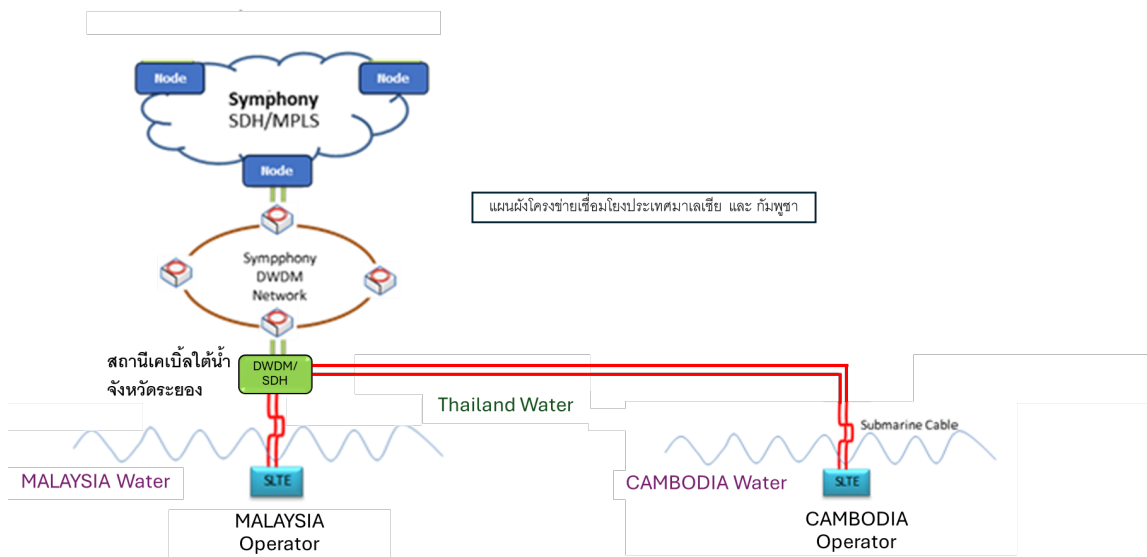 Node
Node
Symphony
SDH/MPLS
Node
แผนผังโครงข่ายเชื่อมโยงประเทศมาเลเซีย และ กัมพูชา
Sympphony
DWDM
Network
สถานีเคเบิ้ลใต้น้ำ
จังหวัดระยอง
DWDM/
SDH
Thailand Water
Submarine Cable
MALAYSIA Water
SLTE
CAMBODIA Water
SLTE
MALAYSIA
Operator
CAMBODIA
Operator